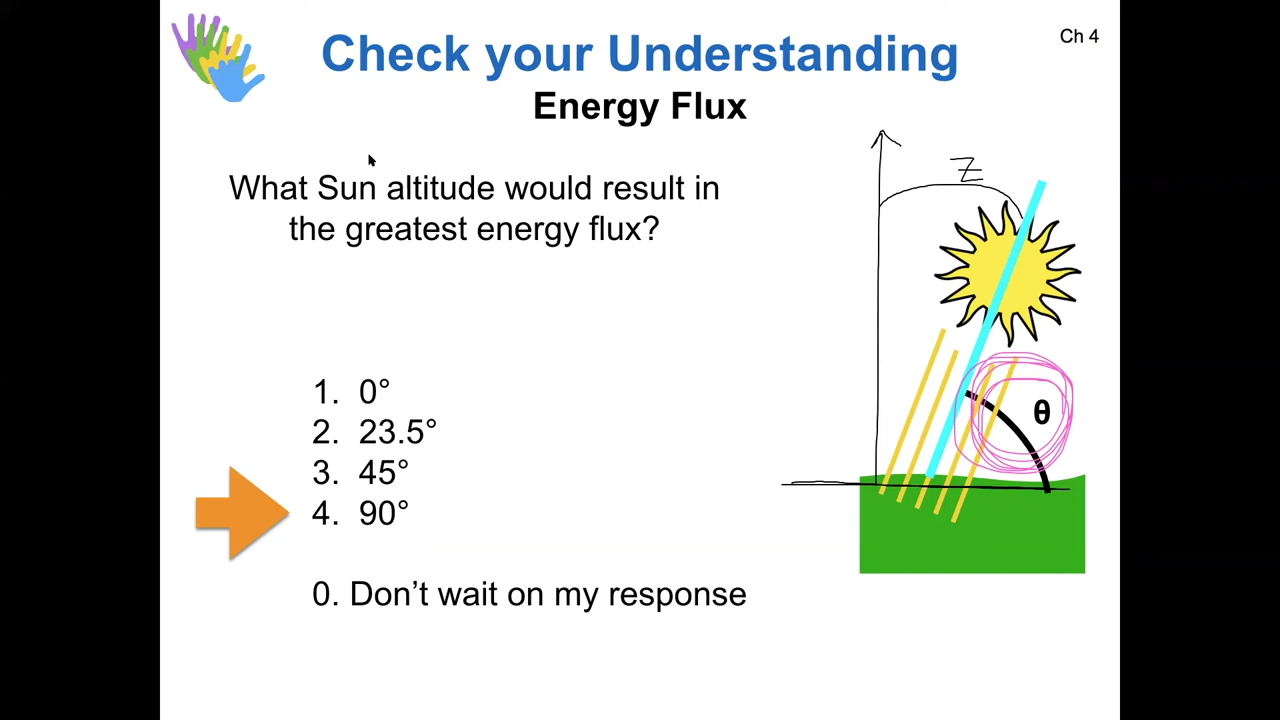 Ch 4
Check your Understanding
Energy Flux
What Sun altitude would result in
the greatest energy flux?
1. 0°
2. 23.5°
3. 45°
4. 90°
0. Don’t wait on my response
Z
θ